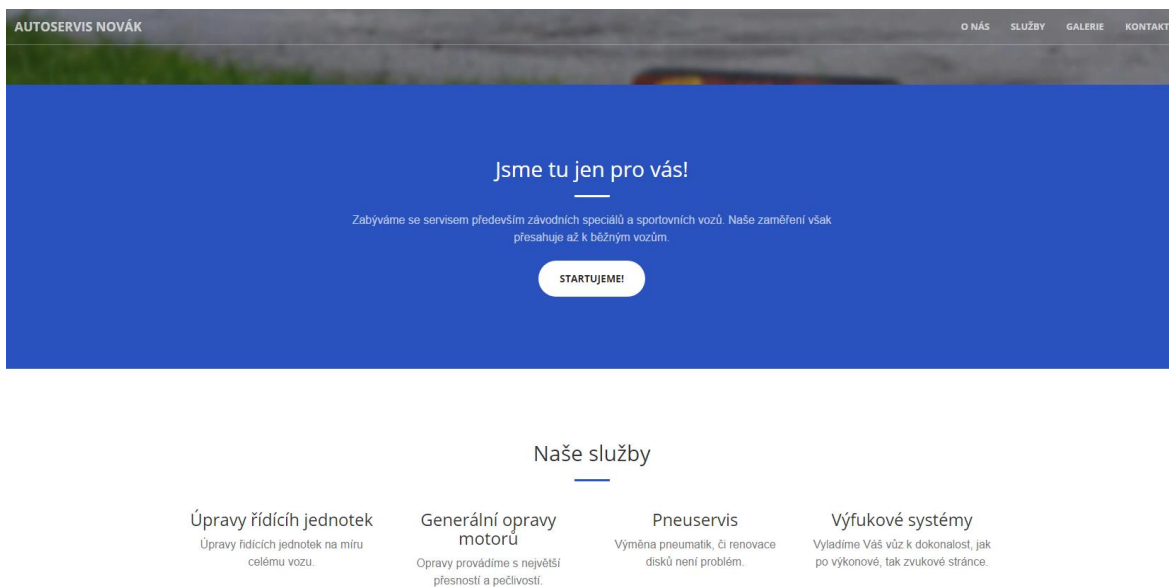 AUTOSERVIS NOVÁK
O NÁS SLUŽBY GALERIE KONTAKT
Jsme tu jen pro vás!
Zabýváme se servisem především závodních speciálů a sportovních vozů. Naše zaměření však
přesahuje až k běžným vozům.
STARTUJEME!
Naše služby
Úpravy řídícíh jednotek
Úpravy řidících jednotek na míru
celému vozu.
Generální opravy
motorů
Opravy provádíme s největší
přesností a pečlivostí.
Pneuservis
Výměna pneumatik, či renovace
disků není problém.
Výfukové systémy
Vyladíme Váš vůz k dokonalost, jak
po výkonové, tak zvukové stránce.